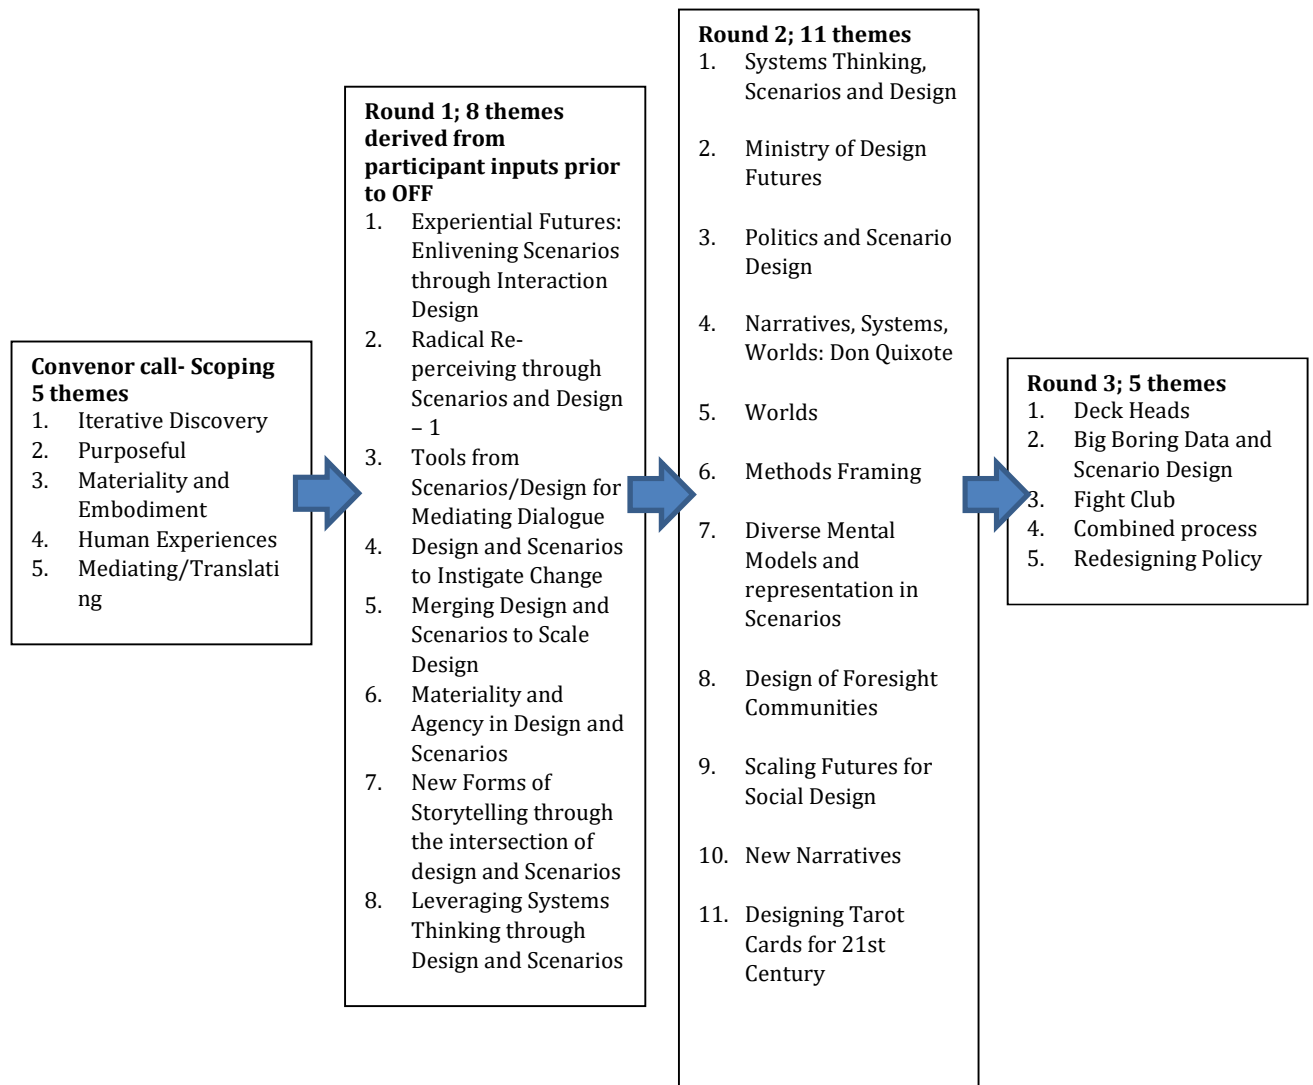 Convenor call- Scoping
5 themes
1. Iterative Discovery
2. Purposeful
3. Materiality and
Embodiment
4. Human Experiences
5. Mediating/Translati
ng
Round 1; 8 themes
derived from
participant inputs prior
to OFF
1. Experiential Futures:
Enlivening Scenarios
through Interaction
Design
2. Radical Re-
perceiving through
Scenarios and Design
– 1
3. Tools from
Scenarios/Design for
Mediating Dialogue
4. Design and Scenarios
to Instigate Change
5. Merging Design and
Scenarios to Scale
Design
6. Materiality and
Agency in Design and
Scenarios
7. New Forms of
Storytelling through
the intersection of
design and Scenarios
8. Leveraging Systems
Thinking through
Design and Scenarios
Round 2; 11 themes
1. Systems Thinking,
Scenarios and Design
2. Ministry of Design
Futures
3. Politics and Scenario
Design
4. Narratives, Systems,
Worlds: Don Quixote
5. Worlds
6. Methods Framing
7. Diverse Mental
Models and
representation in
Scenarios
8. Design of Foresight
Communities
9. Scaling Futures for
Social Design
10. New Narratives
11. Designing Tarot
Cards for 21st
Century
Round 3; 5 themes
1. Deck Heads
2. Big Boring Data and
Scenario Design
3. Fight Club
4. Combined process
5. Redesigning Policy